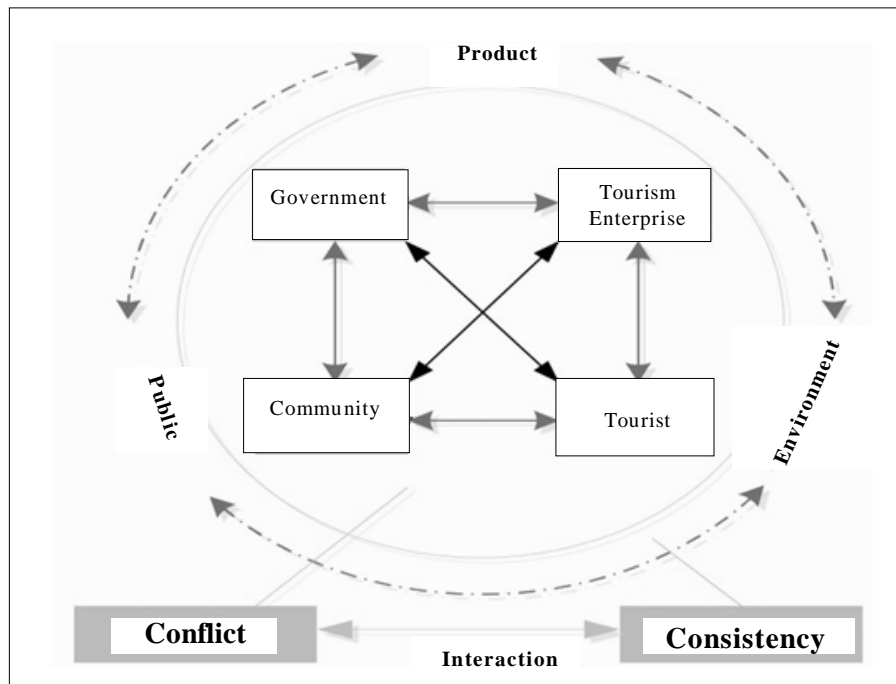 Product
Government
Tourism
Enterprise
Community
Tourist
Public
Environment
Conflict
Consistency
Interaction